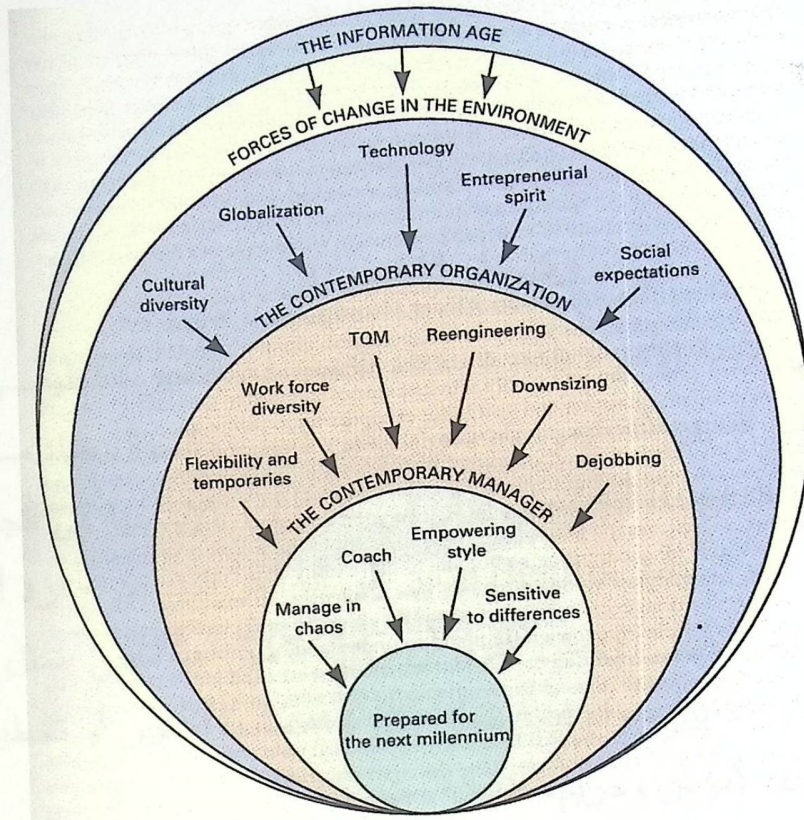 THE INFORMATION AGE
FORCES OF CHANGE IN THE ENVIRONMENT
Technology
Entrepreneurial
spirit
Globalization
Social
expectations
Cultural
diversity
THE CONTEMPORARY ORGANIZATION
TQM
Reengineering
Work force
diversity
Downsizing
Flexibility and
temporaries
Dejobbing
THE CONTEMPORARY MANAGER
Coach
Empowering
style
Manage in
chaos
Sensitive
to differences
Prepared for
the next millennium